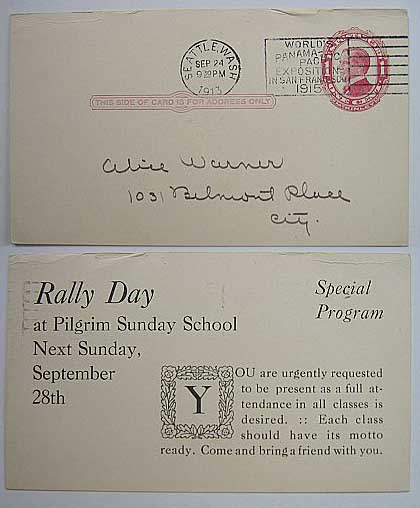 SEATTLE, WASH.
SEP 24
9 30 PM
1913
WORLD'S
PANAMA-
PAC
EXPOSITION
IN SAN FRANCISCO
1915
THIS SIDE OF CARD IS FOR ADDRESS ONLY
Alice Warner
1031 Belmont Place
City.
Rally Day
at Pilgrim Sunday School
Next Sunday,
September
28th
Special
Program
YOU are urgently requested
to be present as a full at-
tendance in all classes is
desired. :: Each class
should have its motto
ready. Come and bring a friend with you.